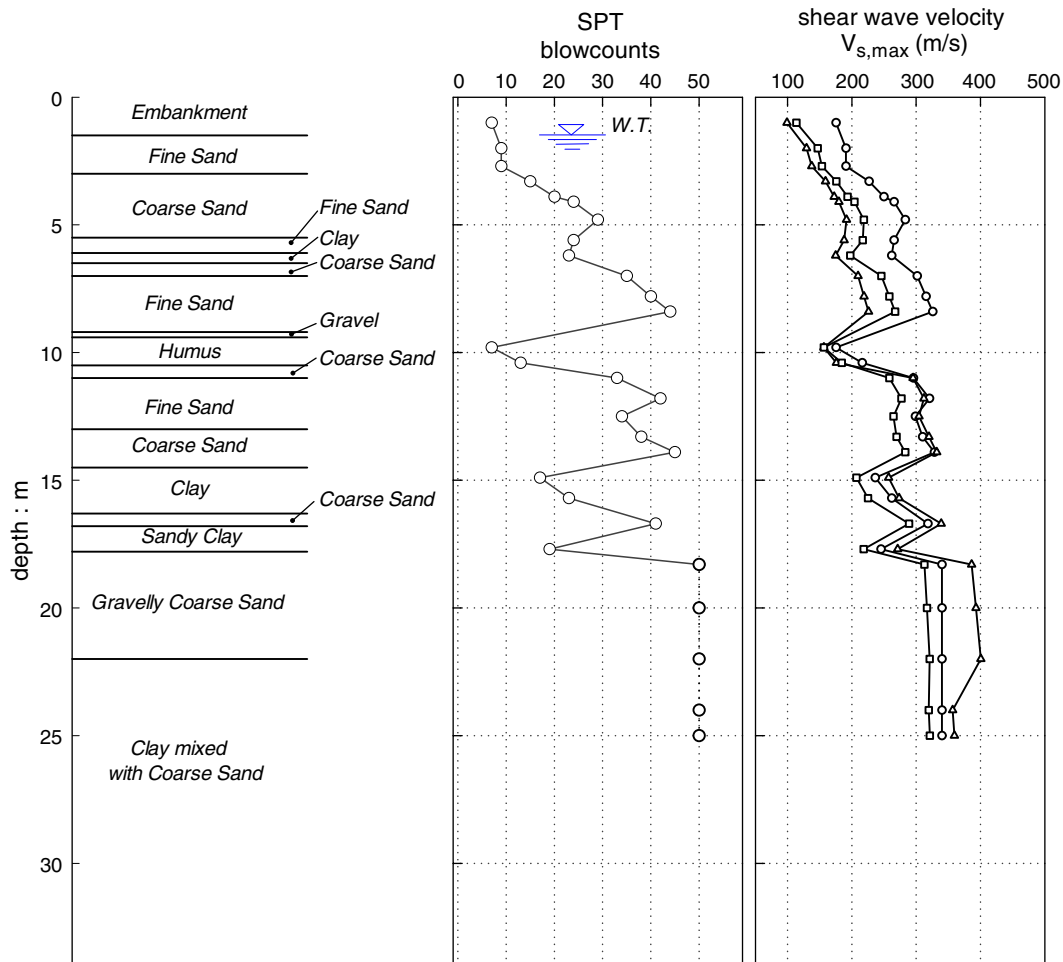 SPT
blowcounts
shear wave velocity
V_s,max (m/s)
0 10 20 30 40 50
100 200 300 400 500
0
5
10
15
20
25
30
depth : m
Embankment
Fine Sand
Coarse Sand
Fine Sand
Clay
Coarse Sand
Fine Sand
Gravel
Humus
Coarse Sand
Fine Sand
Coarse Sand
Clay
Coarse Sand
Sandy Clay
Gravelly Coarse Sand
Clay mixed
with Coarse Sand
W.T.